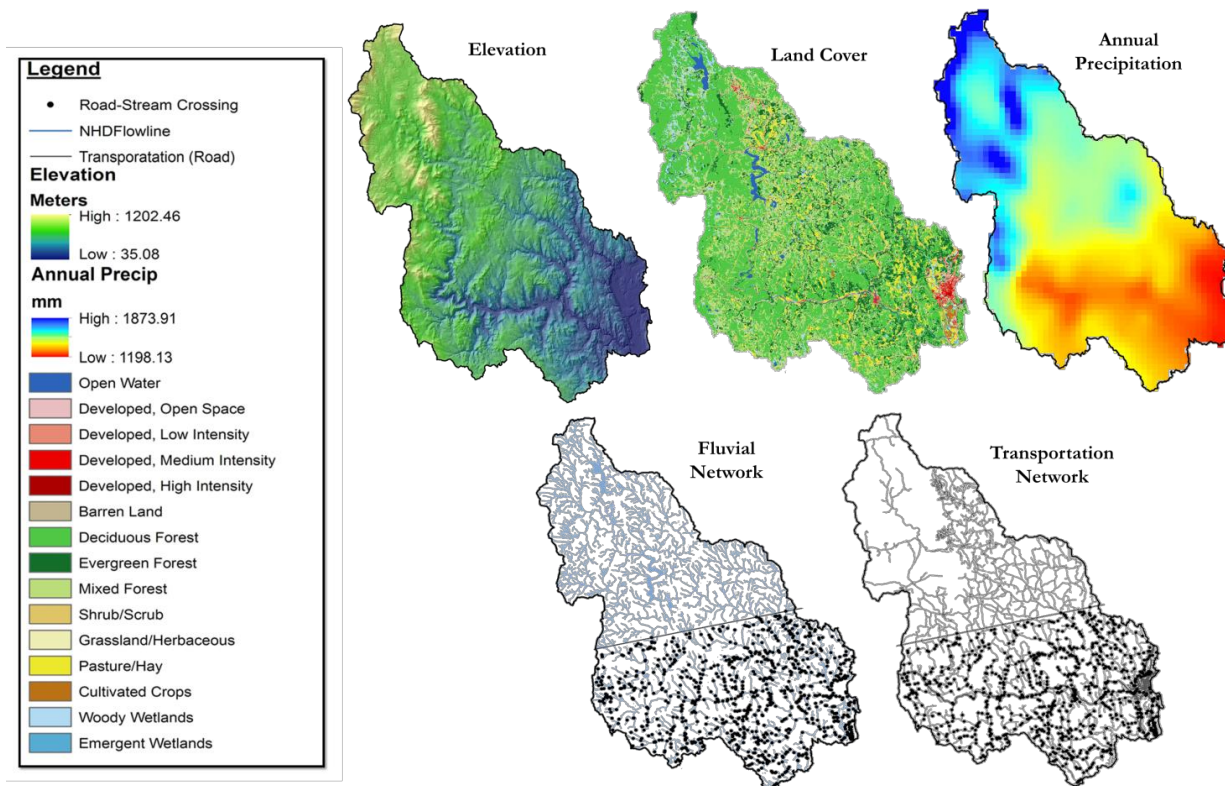 Legend
Road-Stream Crossing
NHDFlowline
Transporatation (Road)
Elevation
Meters
High : 1202.46
Low : 35.08
Annual Precip
mm
High : 1873.91
Low : 1198.13
Open Water
Developed, Open Space
Developed, Low Intensity
Developed, Medium Intensity
Developed, High Intensity
Barren Land
Deciduous Forest
Evergreen Forest
Mixed Forest
Shrub/Scrub
Grassland/Herbaceous
Pasture/Hay
Cultivated Crops
Woody Wetlands
Emergent Wetlands
Elevation
Land Cover
Annual
Precipitation
Fluvial
Network
Transportation
Network